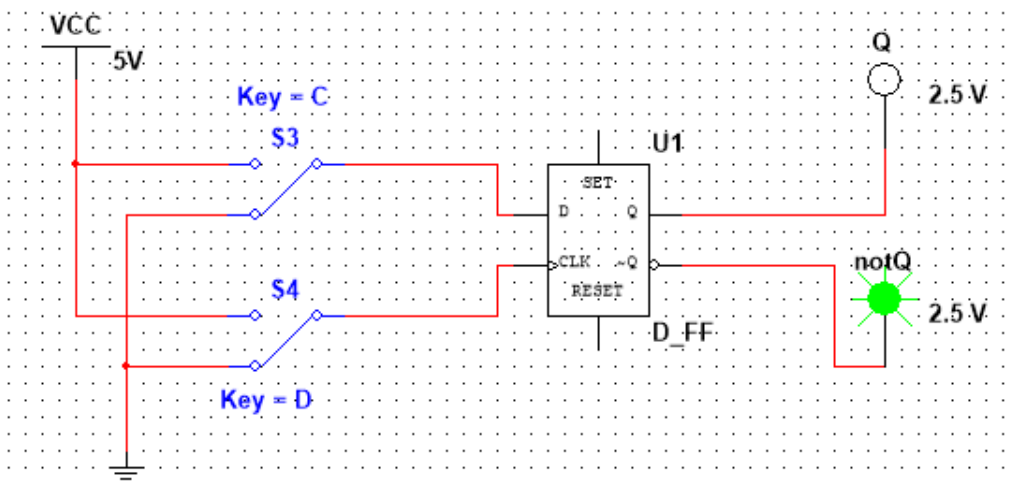 VCC
5V
Key = C
S3
S4
Key = D
U1
SET
D
Q
CLK
~Q
RESET
D_FF
Q
2.5 V
notQ
2.5 V